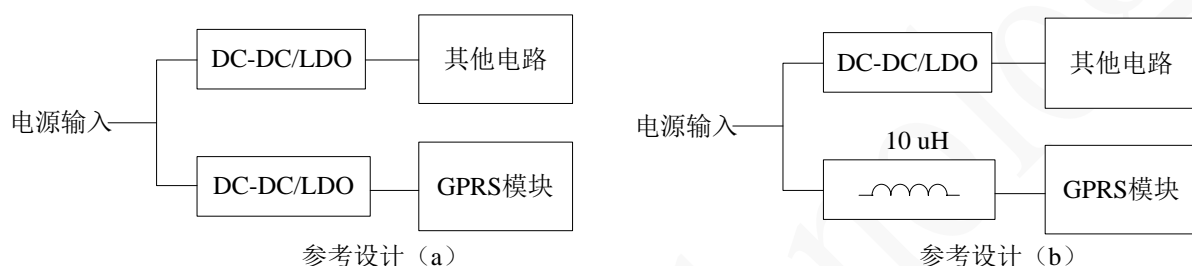 DC-DC/LDO
其他电路
电源输入
DC-DC/LDO
GPRS模块
参考设计（a）
DC-DC/LDO
其他电路
电源输入
10 uH
GPRS模块
参考设计（b）